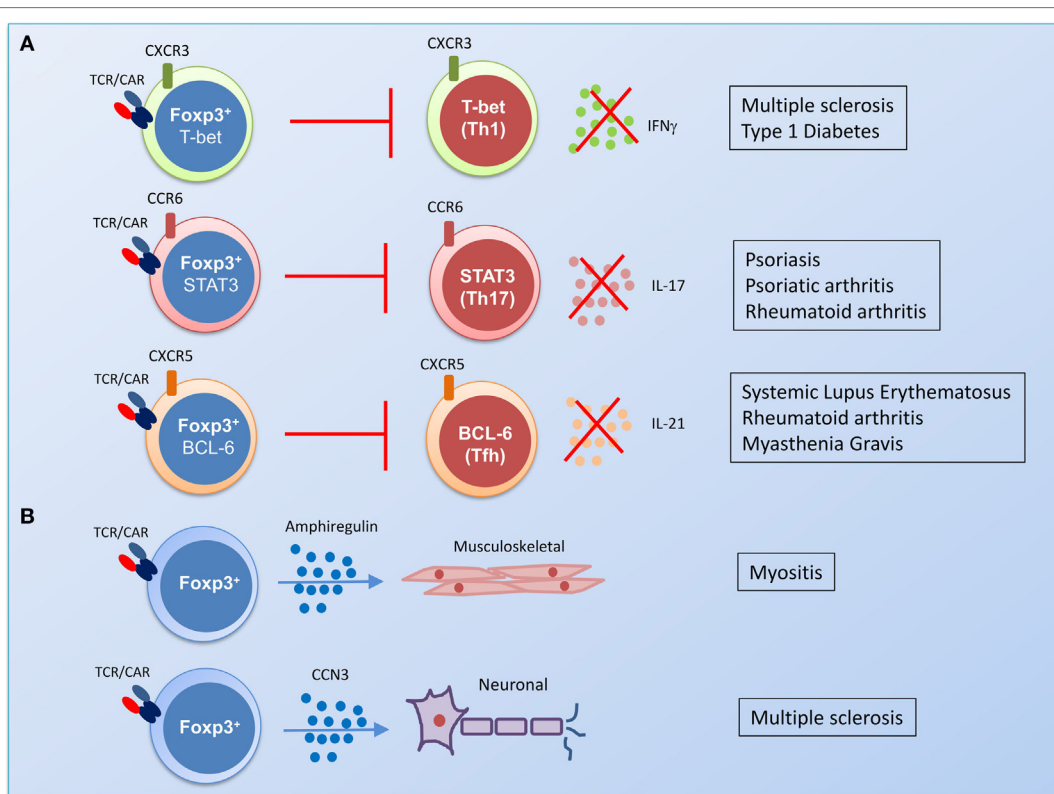 A
CXCR3
TCR/CAR
Foxp3⁺
T-bet
CXCR3
T-bet
(Th1)
IFNγ
Multiple sclerosis
Type 1 Diabetes
CCR6
TCR/CAR
Foxp3⁺
STAT3
CCR6
STAT3
(Th17)
IL-17
Psoriasis
Psoriatic arthritis
Rheumatoid arthritis
CXCR5
TCR/CAR
Foxp3⁺
BCL-6
CXCR5
BCL-6
(Tfh)
IL-21
Systemic Lupus Erythematosus
Rheumatoid arthritis
Myasthenia Gravis
B
TCR/CAR
Foxp3⁺
Amphiregulin
Musculoskeletal
Myositis
TCR/CAR
Foxp3⁺
CCN3
Neuronal
Multiple sclerosis